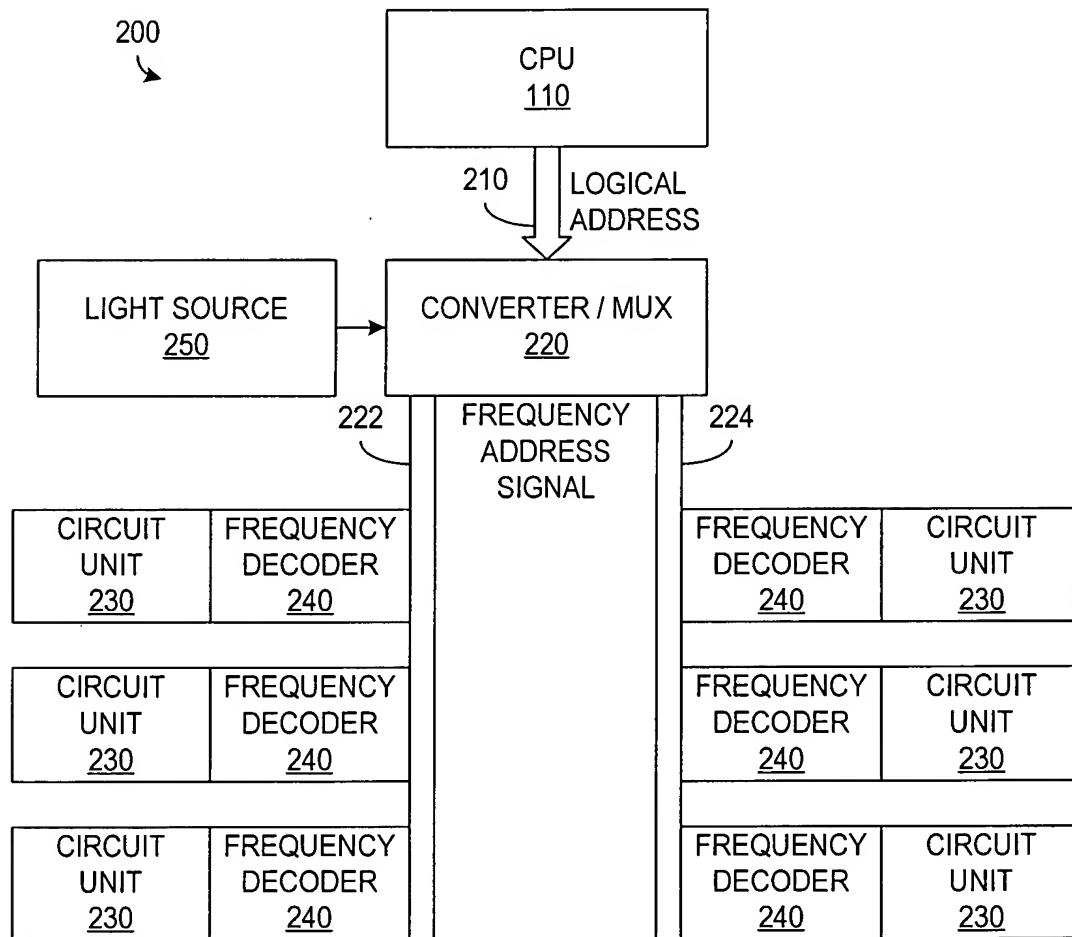 200
CPU
110
210
LOGICAL
ADDRESS
LIGHT SOURCE
250
CONVERTER / MUX
220
222
FREQUENCY
ADDRESS
SIGNAL
224
CIRCUIT
UNIT
230
FREQUENCY
DECODER
240
FREQUENCY
DECODER
240
CIRCUIT
UNIT
230
CIRCUIT
UNIT
230
FREQUENCY
DECODER
240
FREQUENCY
DECODER
240
CIRCUIT
UNIT
230
CIRCUIT
UNIT
230
FREQUENCY
DECODER
240
FREQUENCY
DECODER
240
CIRCUIT
UNIT
230